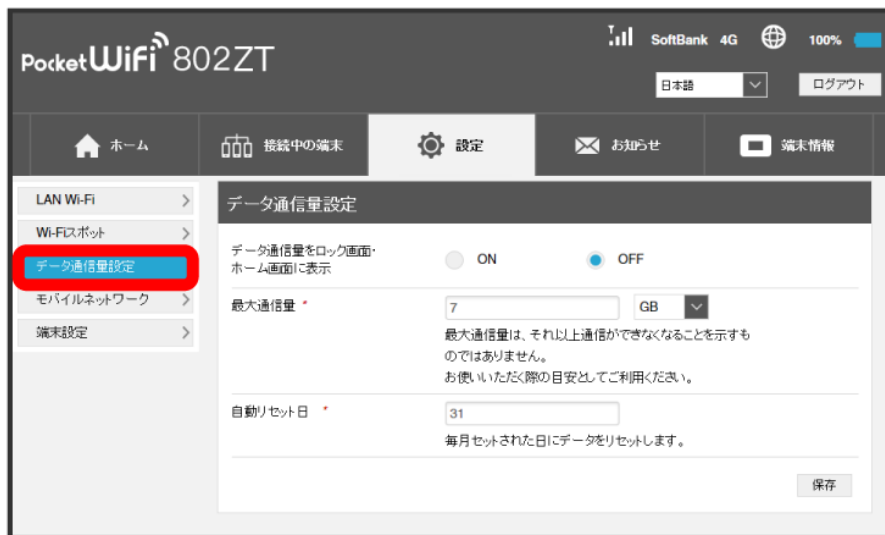 PocketWiFi 802ZT
SoftBank 4G 100%
日本語
ログアウト
ホーム
接続中の端末
設定
お知らせ
端末情報
LAN Wi-Fi
Wi-Fiスポット
データ通信量設定
モバイルネットワーク
端末設定
データ通信量設定
データ通信量をロック画面・
ホーム画面に表示
ON
OFF
最大通信量 *
7
GB
最大通信量は、それ以上通信ができなくなることを示すも
のではありません。
お使いいただく際の目安としてご利用ください。
自動リセット日 *
31
毎月セットされた日にデータをリセットします。
保存